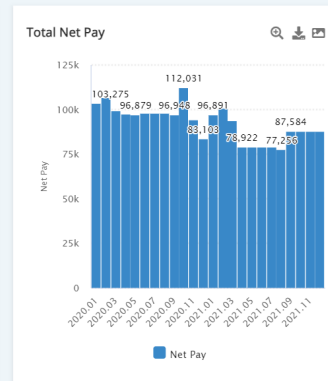 Total Net Pay
125k
112,031
103,275
96,879
96,948
96,891
100k
83,103
78,922
77,256
87,584
75k
Net Pay
50k
25k
0
2020.01
2020.03
2020.05
2020.07
2020.09
2020.11
2021.01
2021.03
2021.05
2021.07
2021.09
2021.11
Net Pay